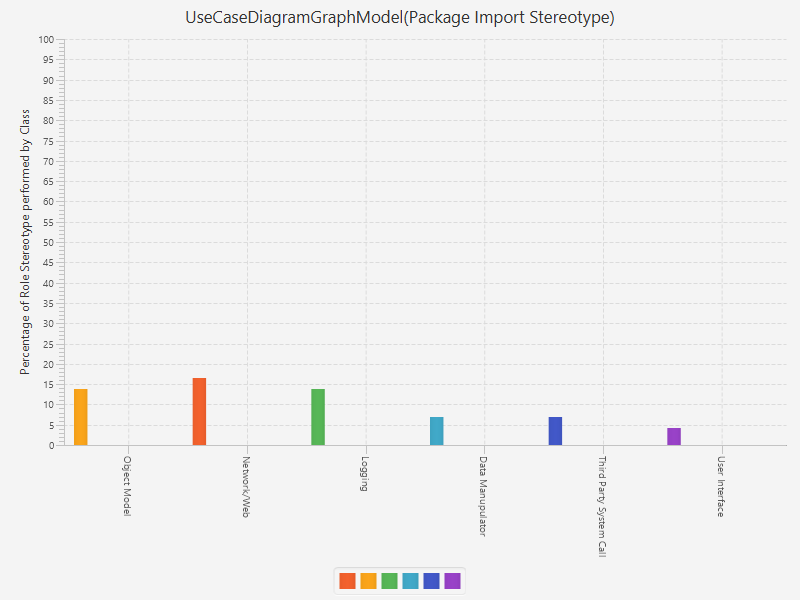 UseCaseDiagramGraphModel(Package Import Stereotype)
Percentage of Role Stereotype performed by Class
100
95
90
85
80
75
70
65
60
55
50
45
40
35
30
25
20
15
10
5
0
Object Model
Network/Web
Logging
Data Manupulator
Third Party System Call
User Interface